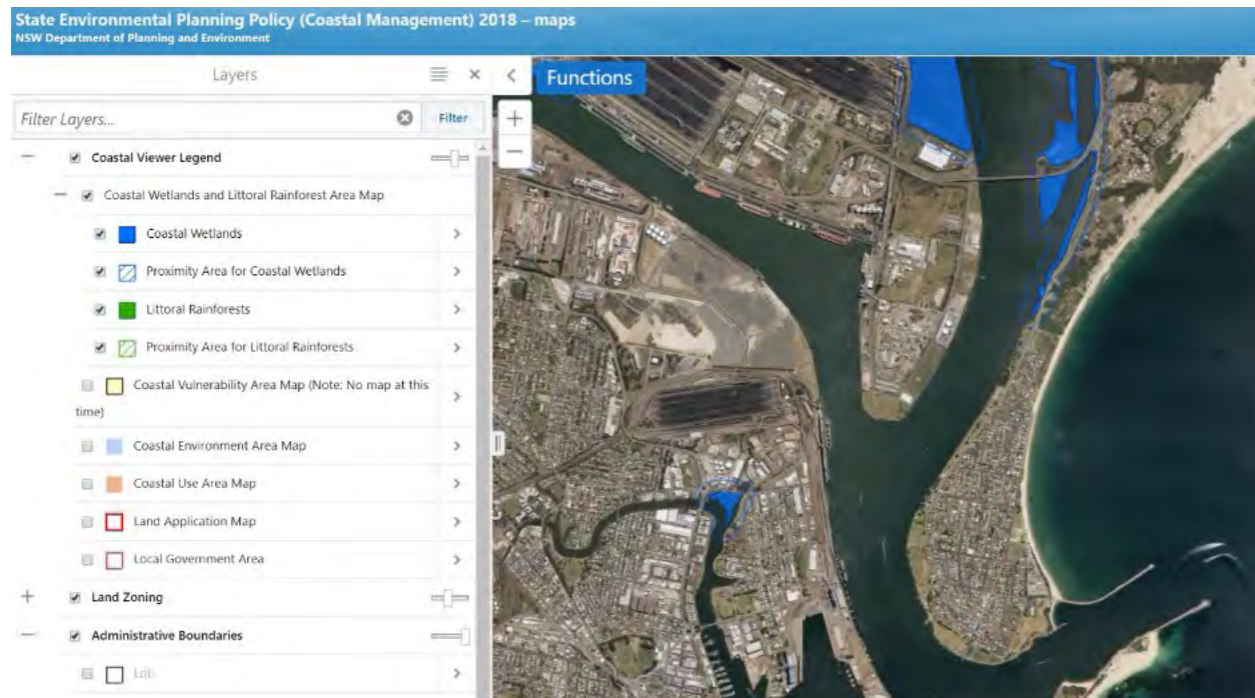 State Environmental Planning Policy (Coastal Management) 2018 – maps
NSW Department of Planning and Environment
Layers
Functions
Filter Layers...
Filter
Coastal Viewer Legend
Coastal Wetlands and Littoral Rainforest Area Map
Coastal Wetlands
Proximity Area for Coastal Wetlands
Littoral Rainforests
Proximity Area for Littoral Rainforests
Coastal Vulnerability Area Map (Note: No map at this
time)
Coastal Environment Area Map
Coastal Use Area Map
Land Application Map
Local Government Area
Land Zoning
Administrative Boundaries
Lot